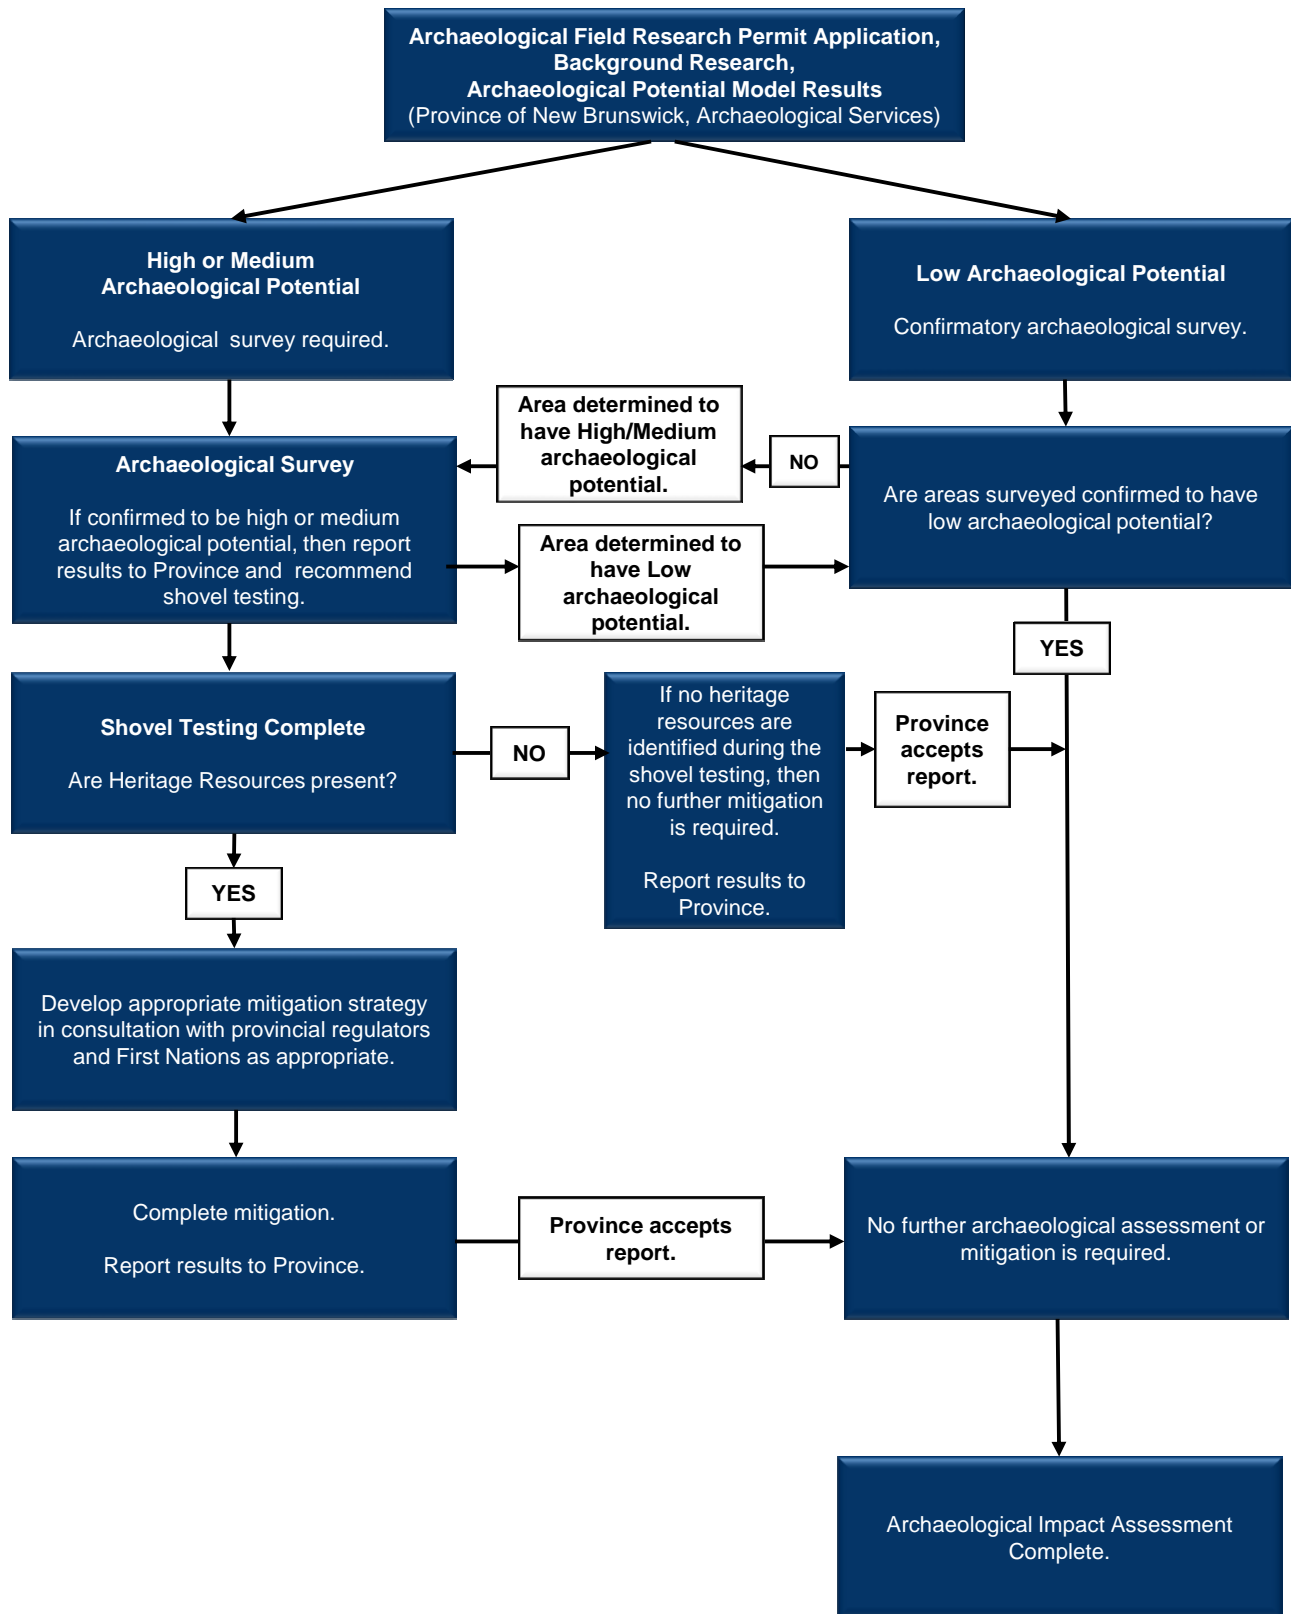 Archaeological Field Research Permit Application,
Background Research,
Archaeological Potential Model Results
(Province of New Brunswick, Archaeological Services)
High or Medium
Archaeological Potential
Archaeological survey required.
Low Archaeological Potential
Confirmatory archaeological survey.
Area determined to
have High/Medium
archaeological
potential.
NO
Archaeological Survey
If confirmed to be high or medium
archaeological potential, then report
results to Province and recommend
shovel testing.
Are areas surveyed confirmed to have
low archaeological potential?
Area determined to
have Low
archaeological
potential.
YES
Shovel Testing Complete
Are Heritage Resources present?
NO
If no heritage
resources are
identified during the
shovel testing, then
no further mitigation
is required.
Report results to
Province.
Province
accepts
report.
YES
Develop appropriate mitigation strategy
in consultation with provincial regulators
and First Nations as appropriate.
Complete mitigation.
Report results to Province.
Province accepts
report.
No further archaeological assessment or
mitigation is required.
Archaeological Impact Assessment
Complete.